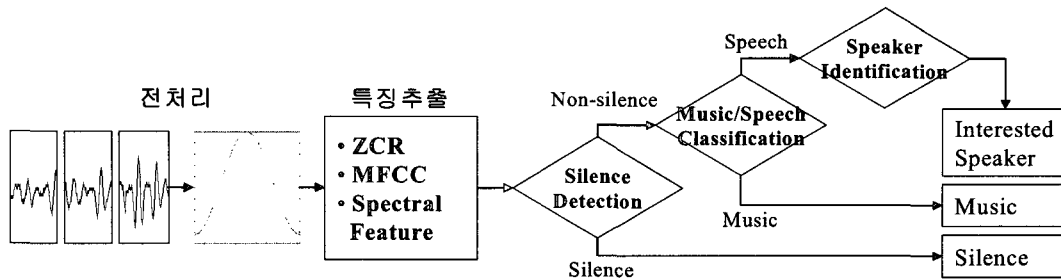 전처리
특징추출
• ZCR
• MFCC
• Spectral
Feature
Silence
Detection
Non-silence
Silence
Music/Speech
Classification
Speech
Music
Speaker
Identification
Interested
Speaker
Music
Silence